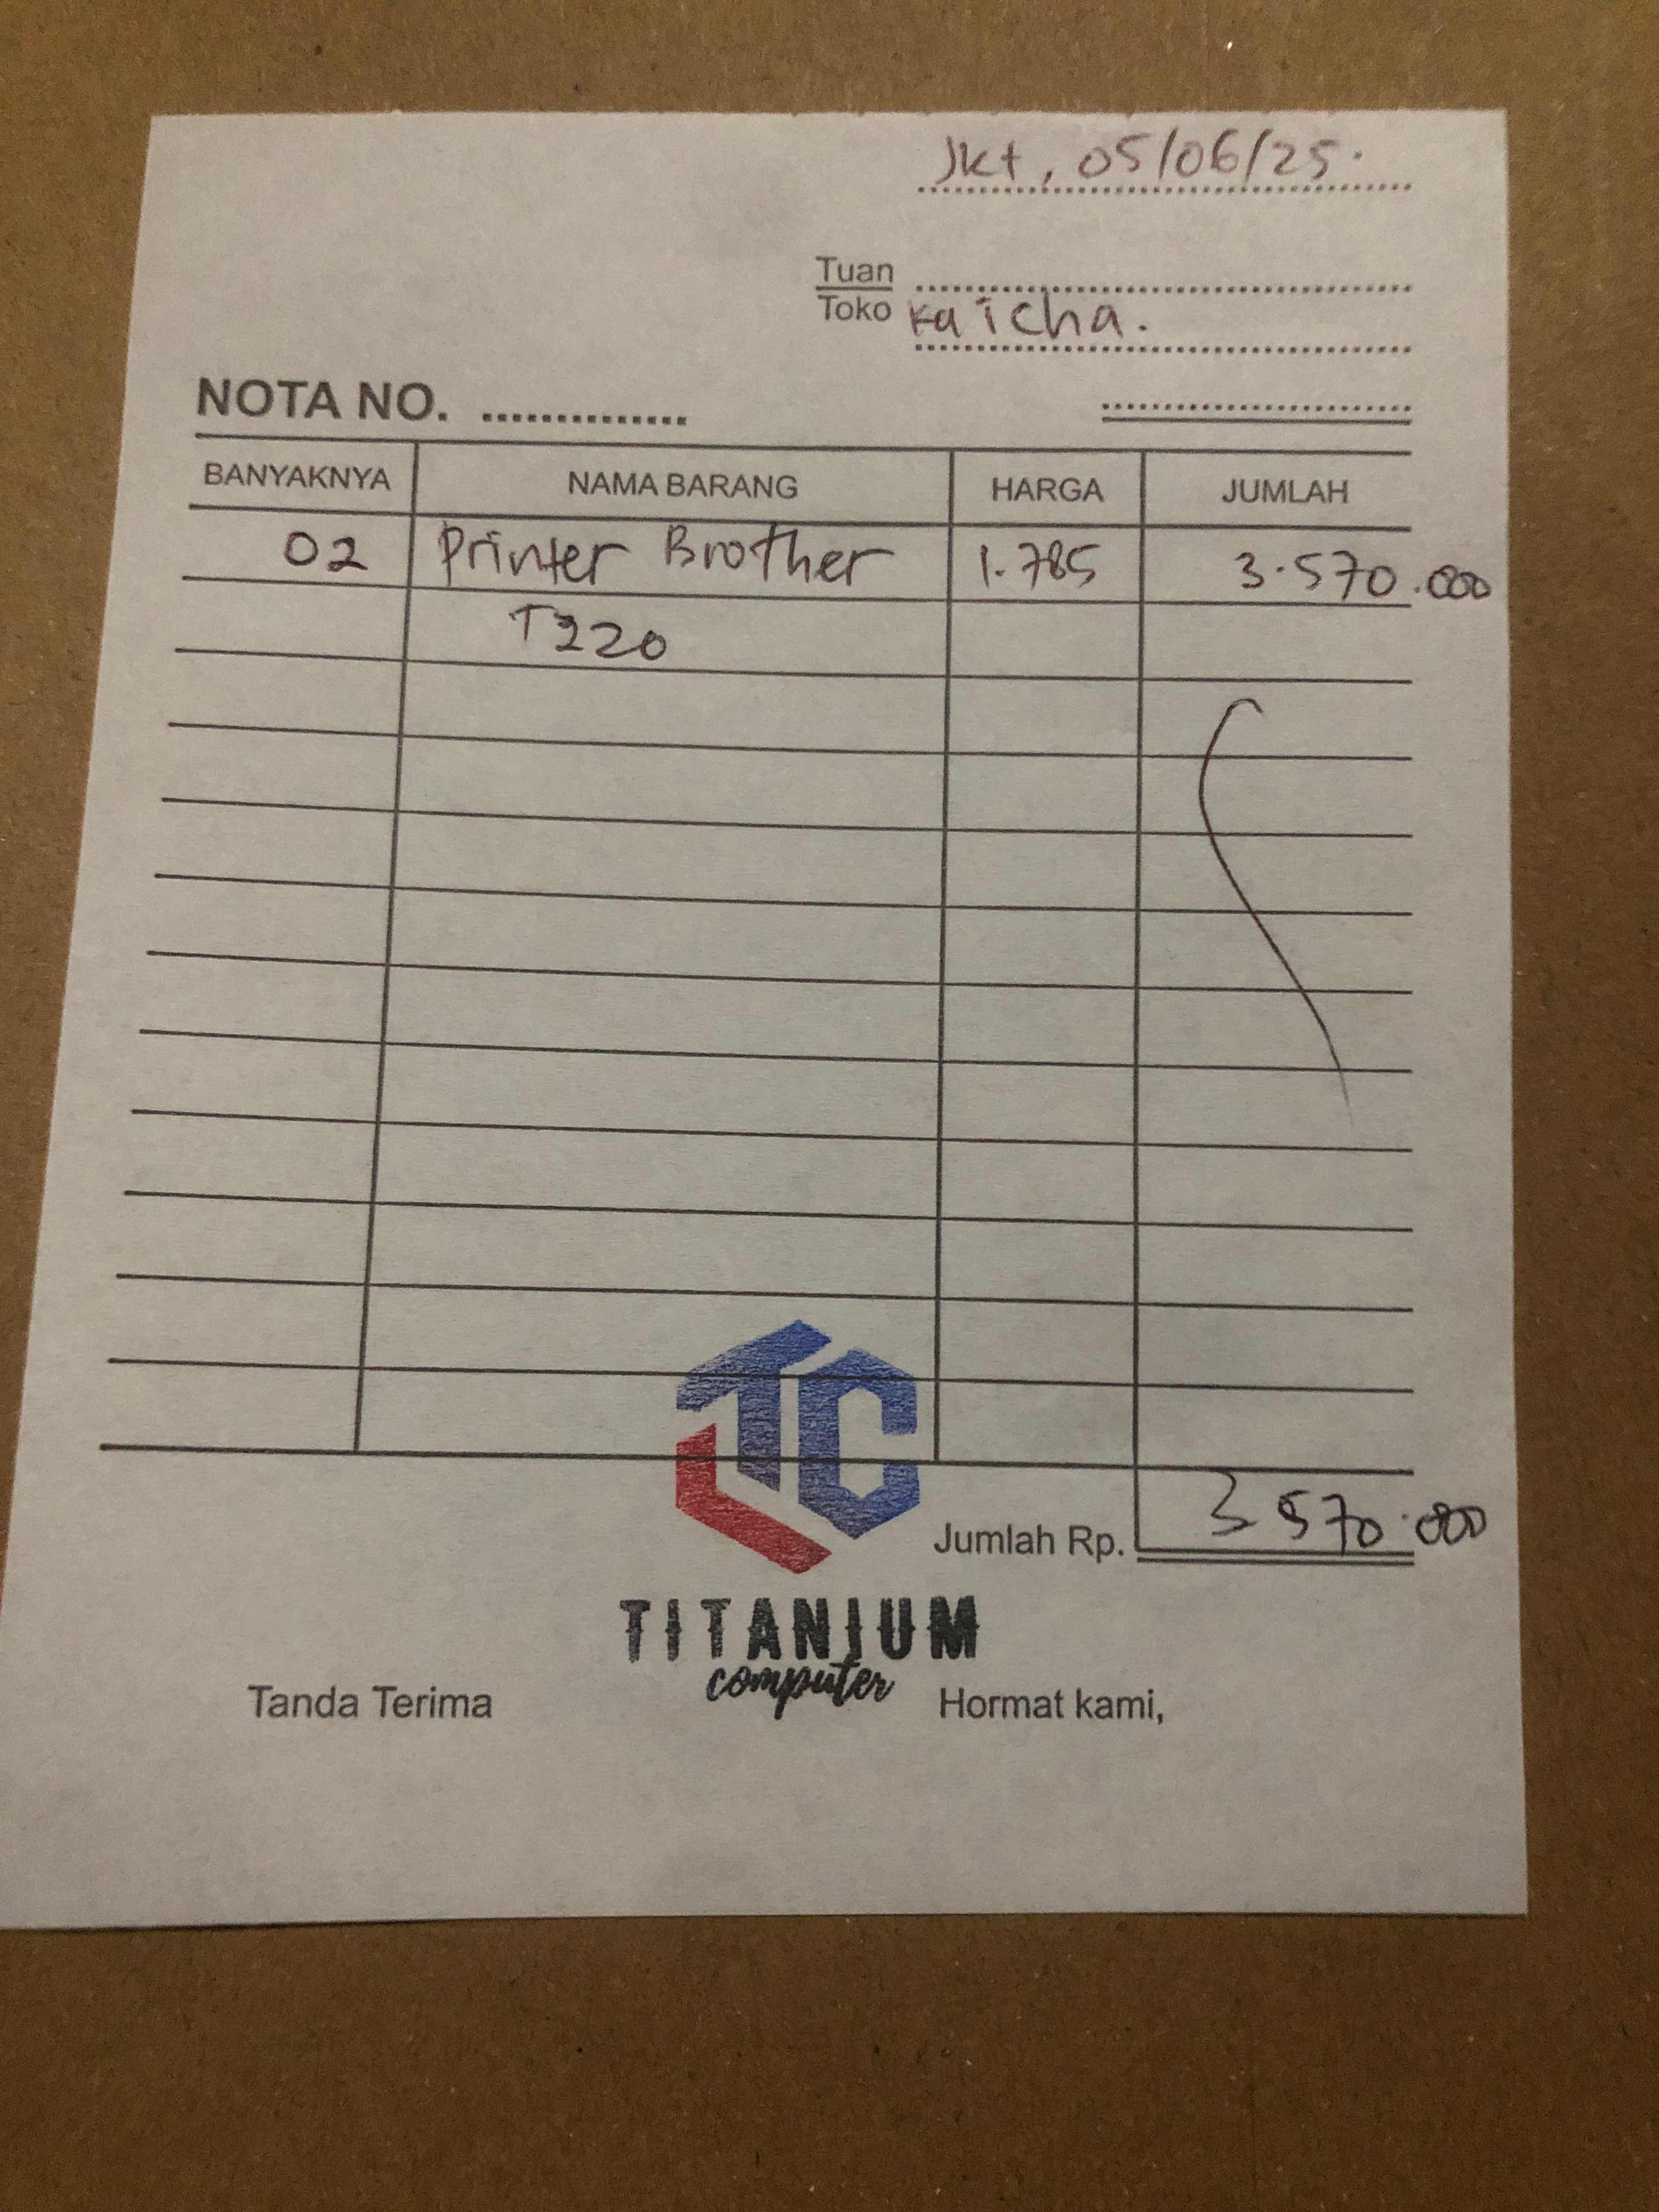 Jkt, 05/06/25.
Tuan
Toko Kaicha.
NOTA NO. ..............
BANYAKNYA NAMA BARANG HARGA JUMLAH
02 Printer Brother 1.785 3.570.000
T220
Jumlah Rp. 3 570.000
TC
TITANIUM
computer
Tanda Terima Hormat kami,